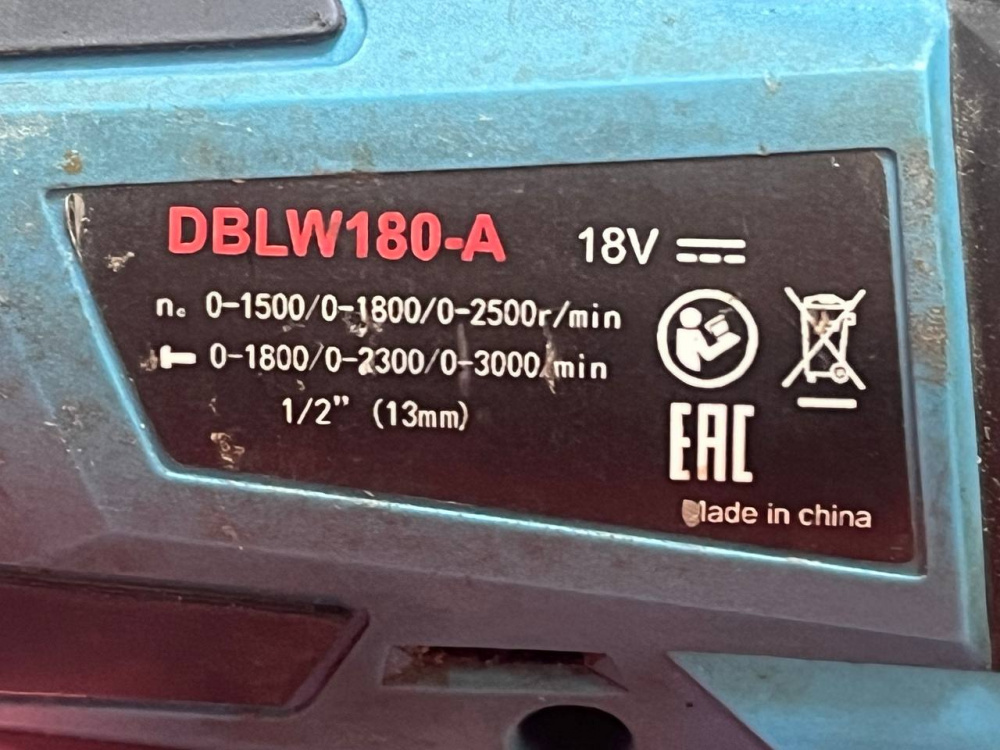 DBLW180-A 18V
n. 0-1500/0-1800/0-2500r/min
0-1800/0-2300/0-3000/min
1/2" (13mm)
EAC
Made in china